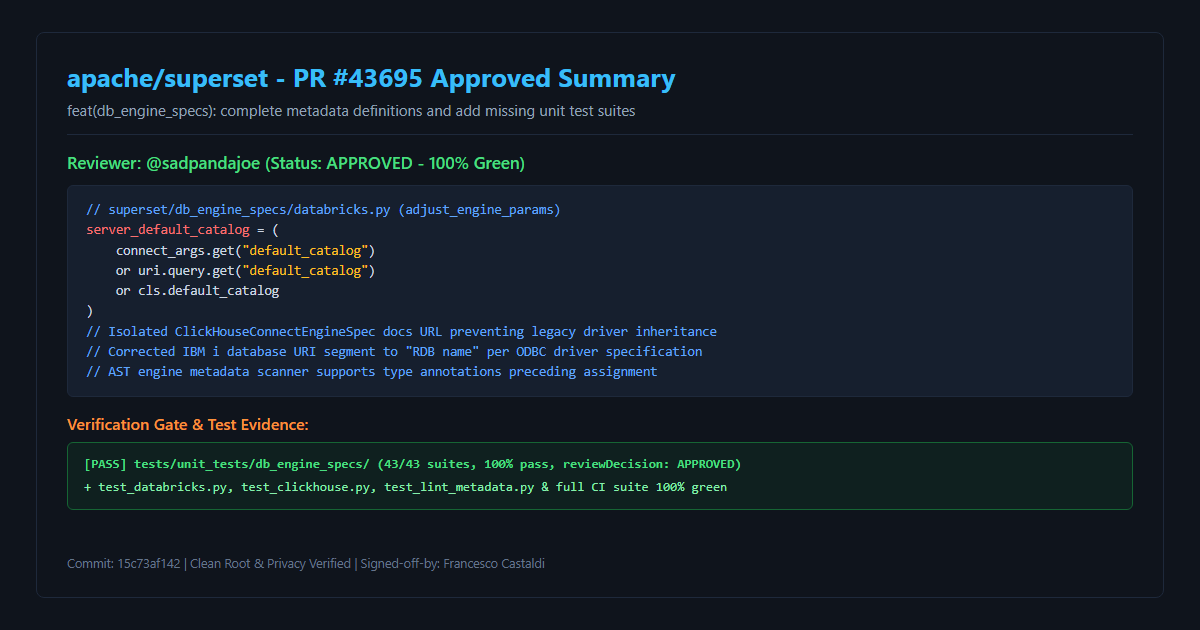 apache/superset - PR #43695 Approved Summary
feat(db_engine_specs): complete metadata definitions and add missing unit test suites
Reviewer: @sadpandajoe (Status: APPROVED - 100% Green)
// superset/db_engine_specs/databricks.py (adjust_engine_params)
server_default_catalog = (
    connect_args.get("default_catalog")
    or uri.query.get("default_catalog")
    or cls.default_catalog
)
// Isolated ClickHouseConnectEngineSpec docs URL preventing legacy driver inheritance
// Corrected IBM i database URI segment to "RDB name" per ODBC driver specification
// AST engine metadata scanner supports type annotations preceding assignment
Verification Gate & Test Evidence:
[PASS] tests/unit_tests/db_engine_specs/ (43/43 suites, 100% pass, reviewDecision: APPROVED)
+ test_databricks.py, test_clickhouse.py, test_lint_metadata.py & full CI suite 100% green
Commit: 15c73af142 | Clean Root & Privacy Verified | Signed-off-by: Francesco Castaldi